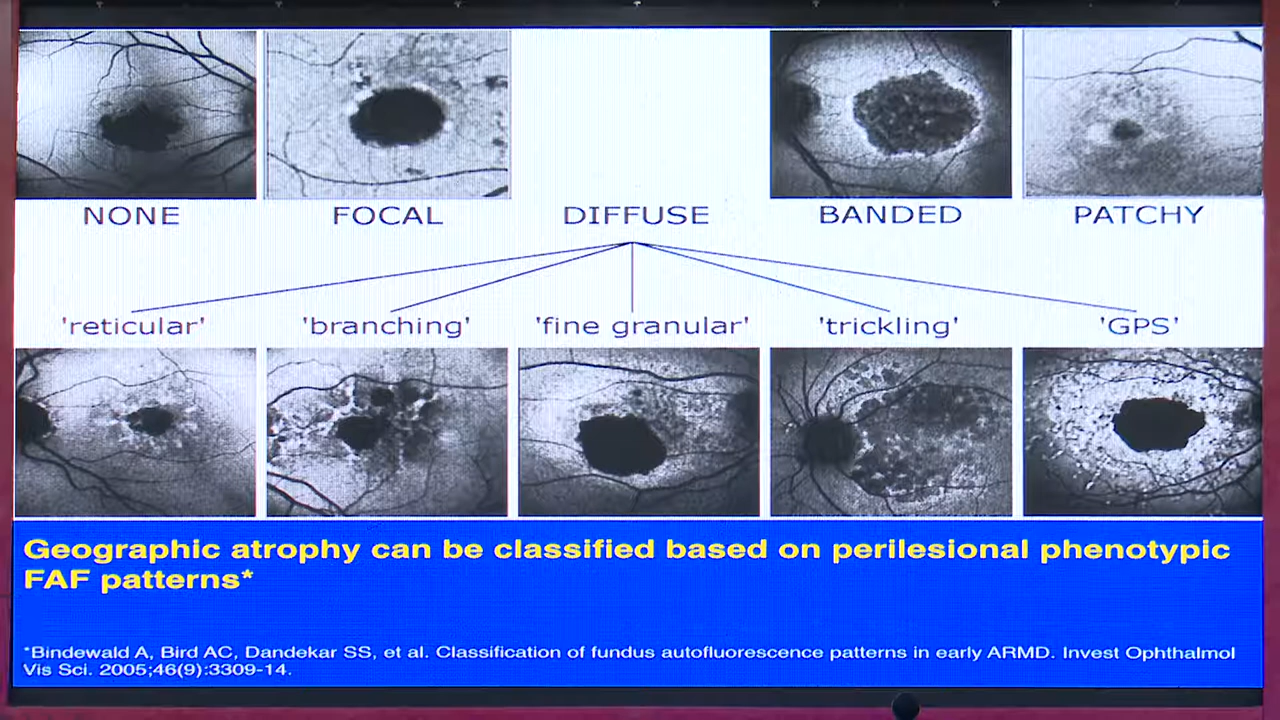 NONE FOCAL DIFFUSE BANDED PATCHY
'reticular' 'branching' 'fine granular' 'trickling' 'GPS'
Geographic atrophy can be classified based on perilesional phenotypic
FAF patterns*
*Bindewald A, Bird AC, Dandekar SS, et al. Classification of fundus autofluorescence patterns in early ARMD. Invest Ophthalmol
Vis Sci. 2005;46(9):3309-14.